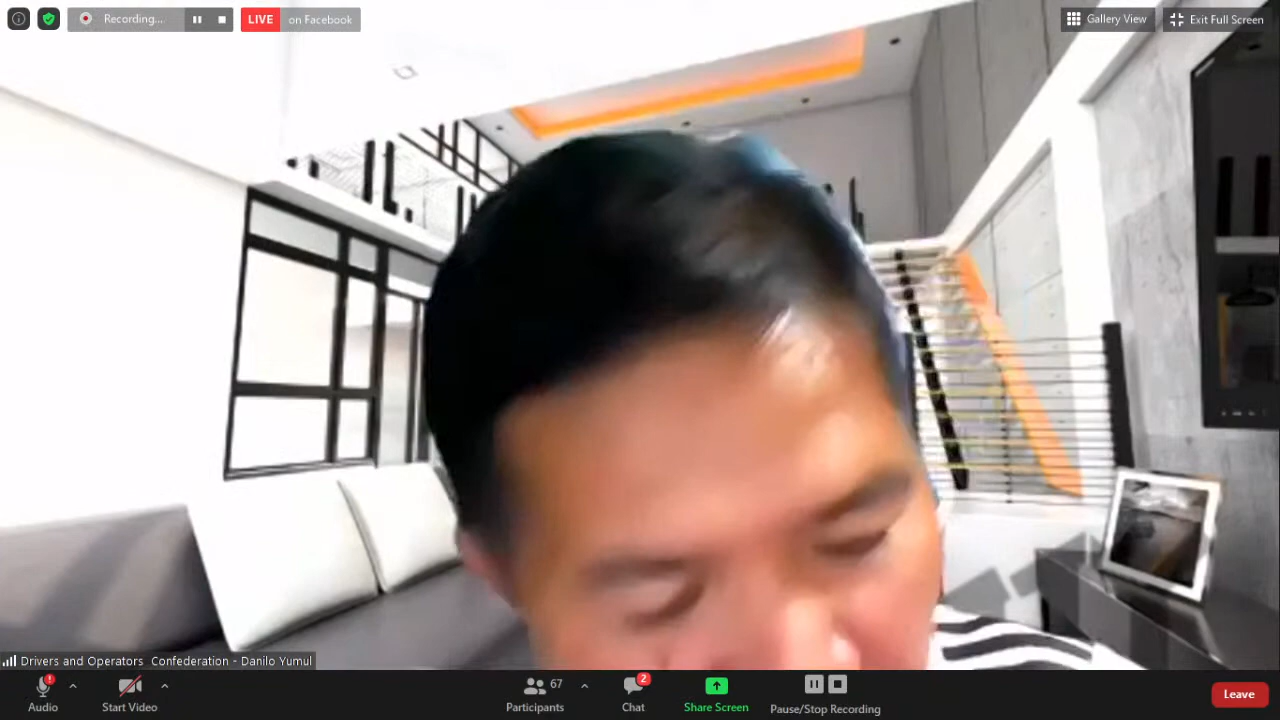 Recording...
LIVE on Facebook
Gallery View
Exit Full Screen
Drivers and Operators Confederation - Danilo Yumul
Audio
Start Video
Participants
67
Chat
2
Share Screen
Pause/Stop Recording
Leave